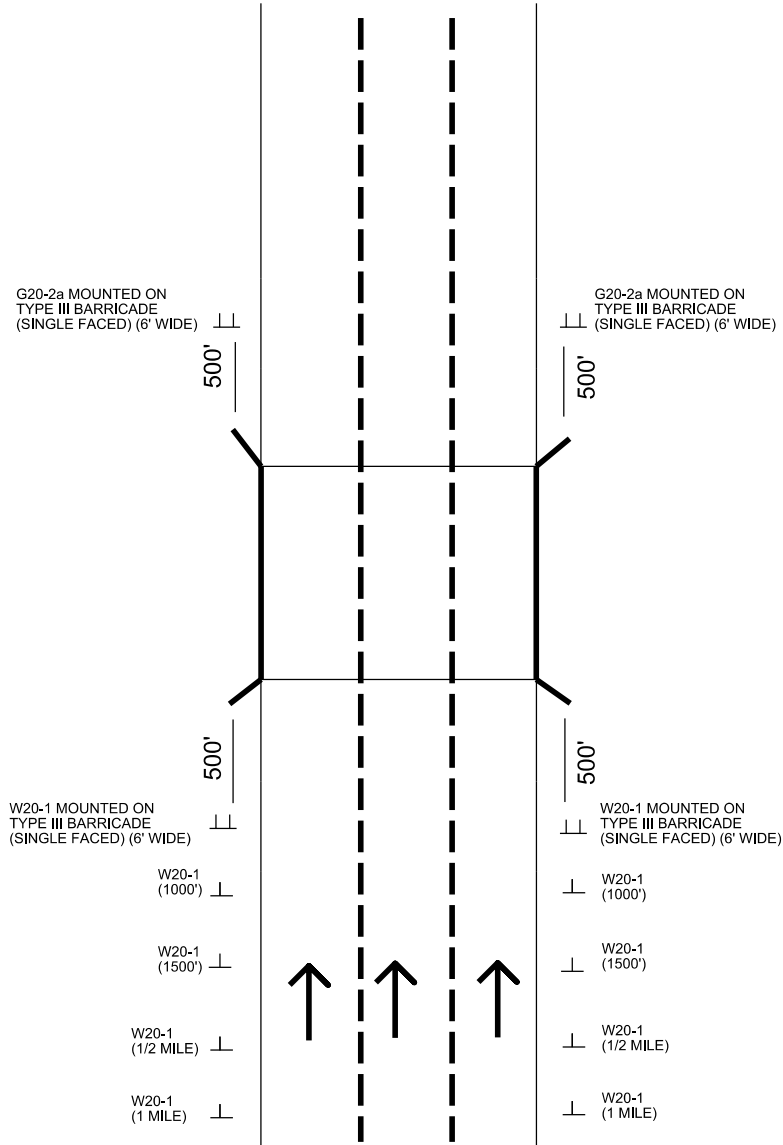 G20-2a MOUNTED ON
TYPE III BARRICADE
(SINGLE FACED) (6' WIDE)
G20-2a MOUNTED ON
TYPE III BARRICADE
(SINGLE FACED) (6' WIDE)
500'
500'
500'
500'
W20-1 MOUNTED ON
TYPE III BARRICADE
(SINGLE FACED) (6' WIDE)
W20-1 MOUNTED ON
TYPE III BARRICADE
(SINGLE FACED) (6' WIDE)
W20-1
(1000')
W20-1
(1000')
W20-1
(1500')
W20-1
(1500')
W20-1
(1/2 MILE)
W20-1
(1/2 MILE)
W20-1
(1 MILE)
W20-1
(1 MILE)